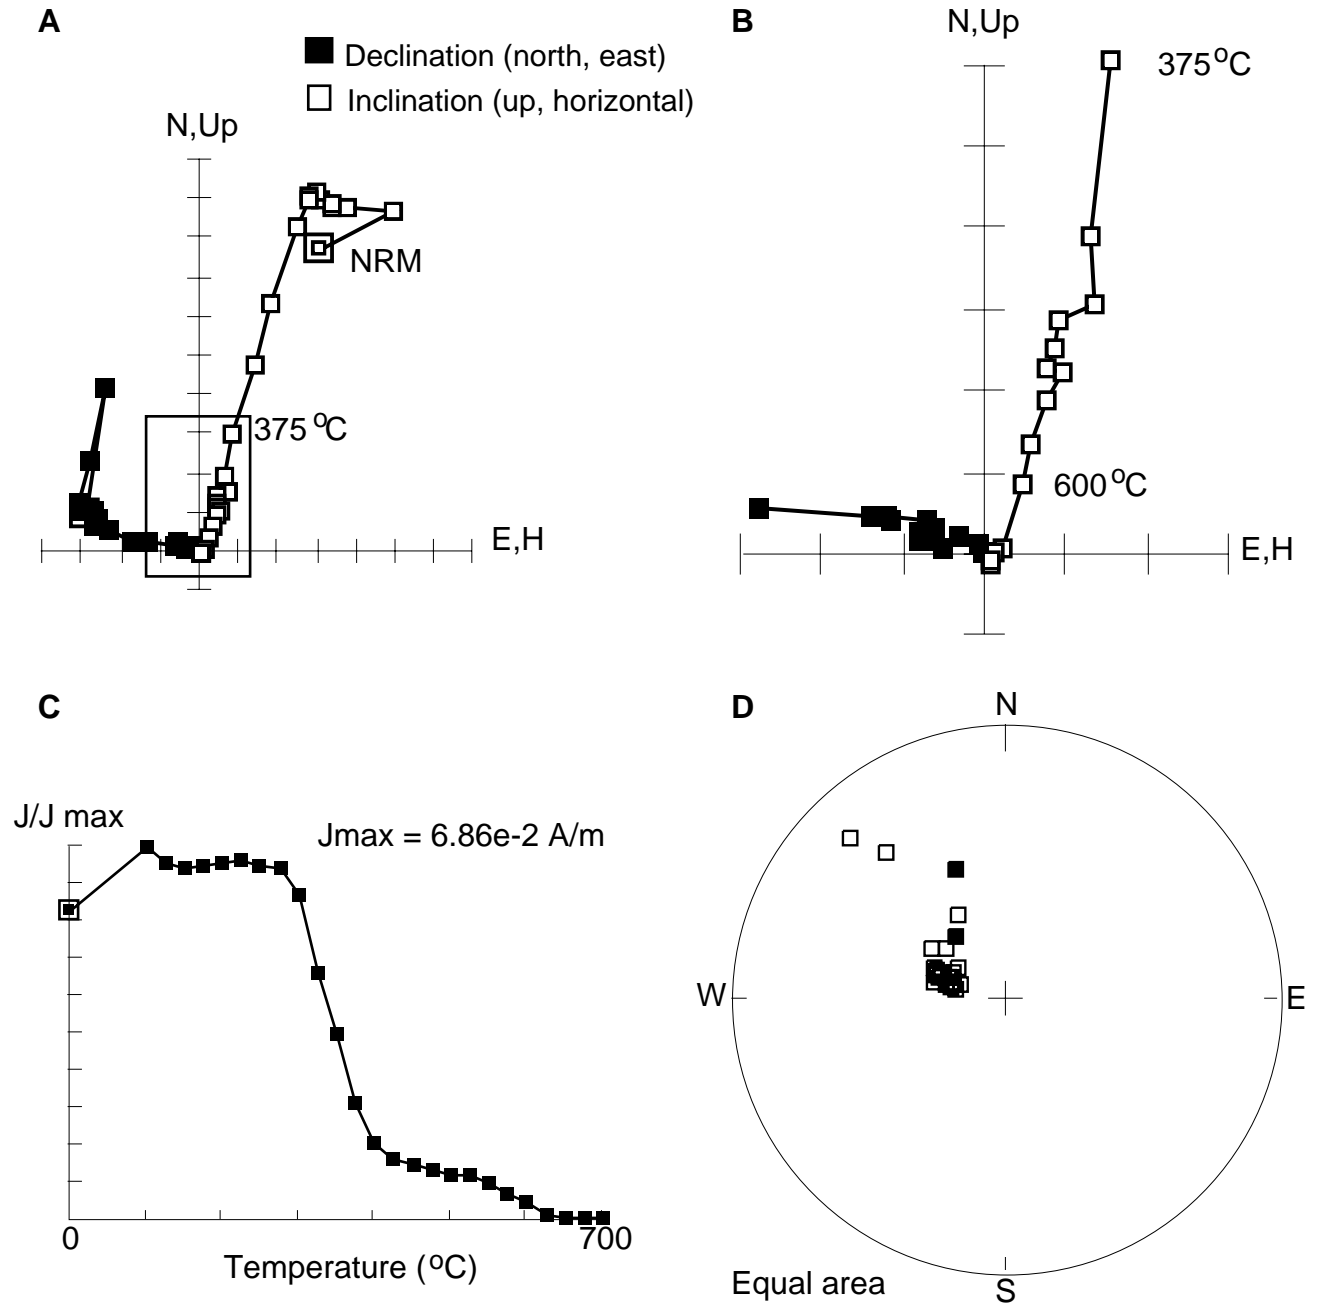 A
Declination (north, east)
Inclination (up, horizontal)
N,Up
NRM
375 °C
E,H
B
N,Up
375°C
600°C
E,H
C
J/J max
Jmax = 6.86e-2 A/m
0
700
Temperature (°C)
D
N
W
E
S
Equal area